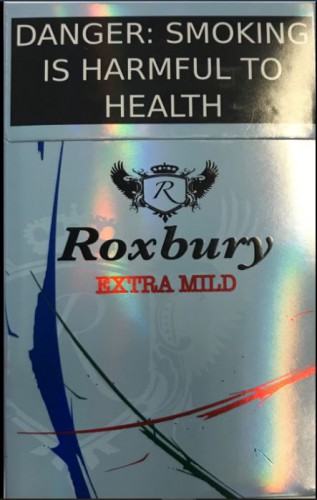 DANGER: SMOKING
IS HARMFUL TO
HEALTH
R
Roxbury
EXTRA MILD